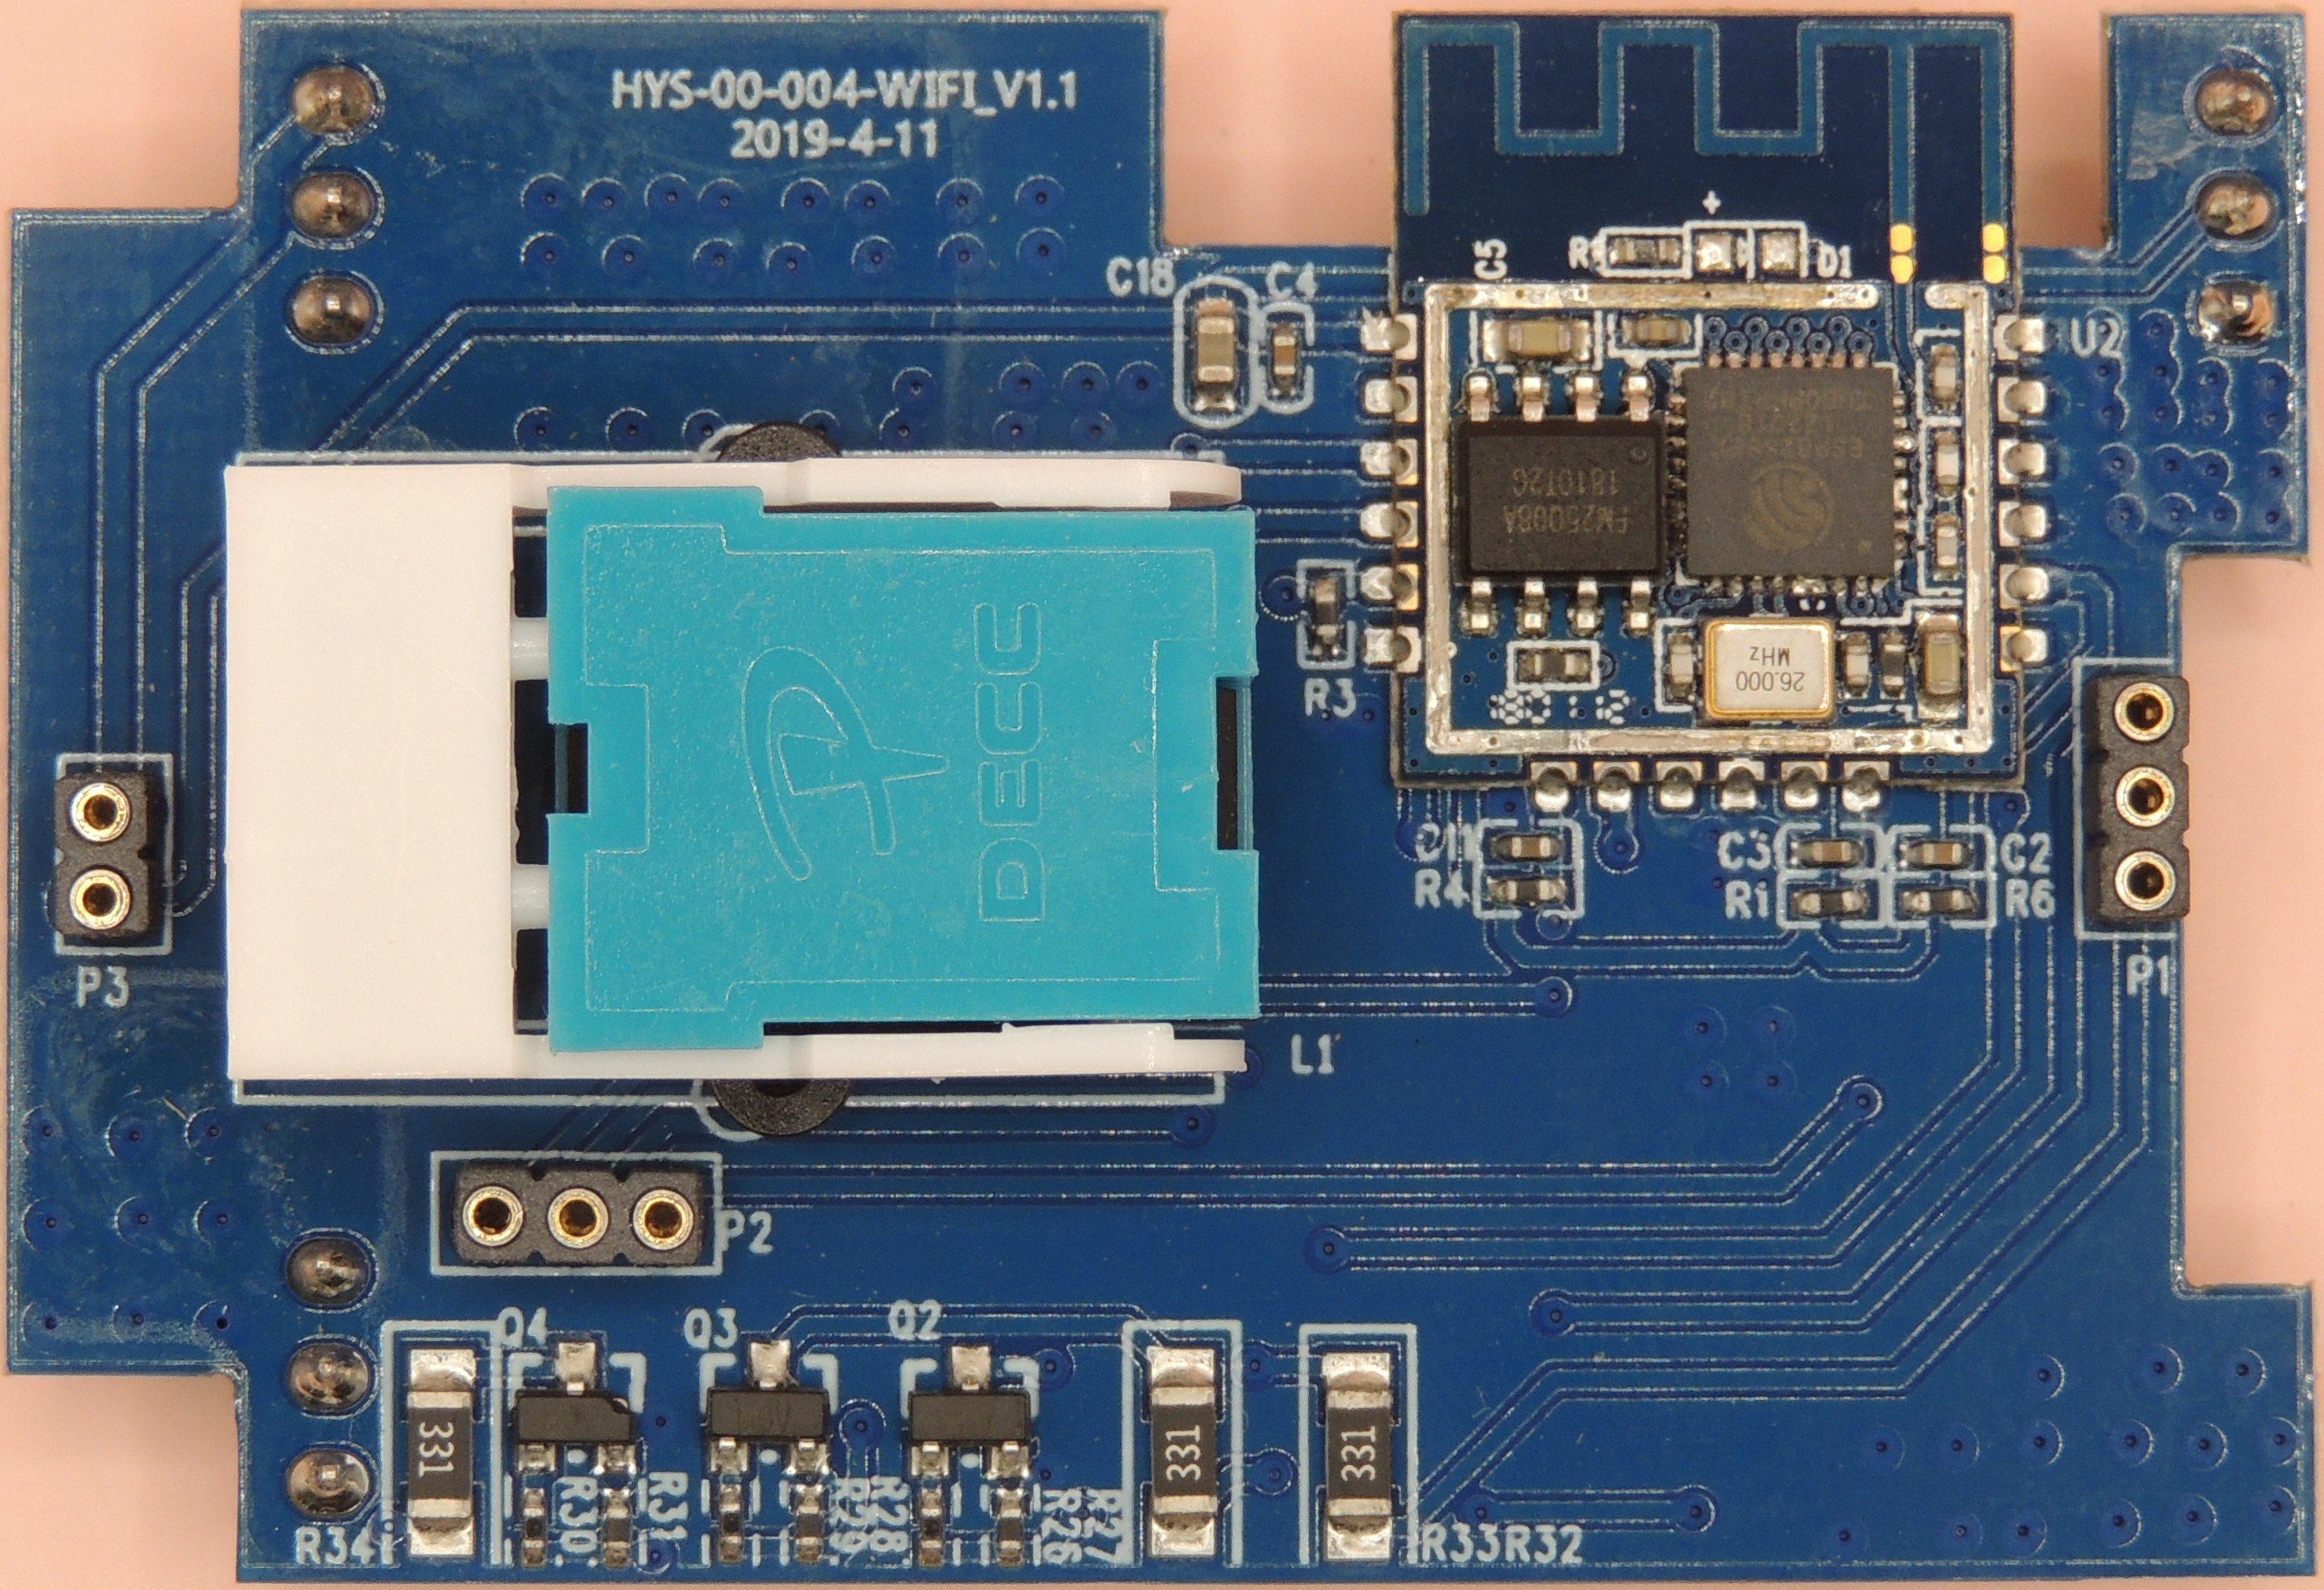 HYS-00-004-WIFI_V1.1
2019-4-11
C18
C4
C5
D1
U2
FM25Q08A
1810T2G
26.000
MHz
R3
DECC
C11
R4
C3
C2
R1
R6
P3
P1
L1
P2
Q4
Q3
Q2
331
331
331
R30
R31
R29
R28
R26
R27
R34
R33R32